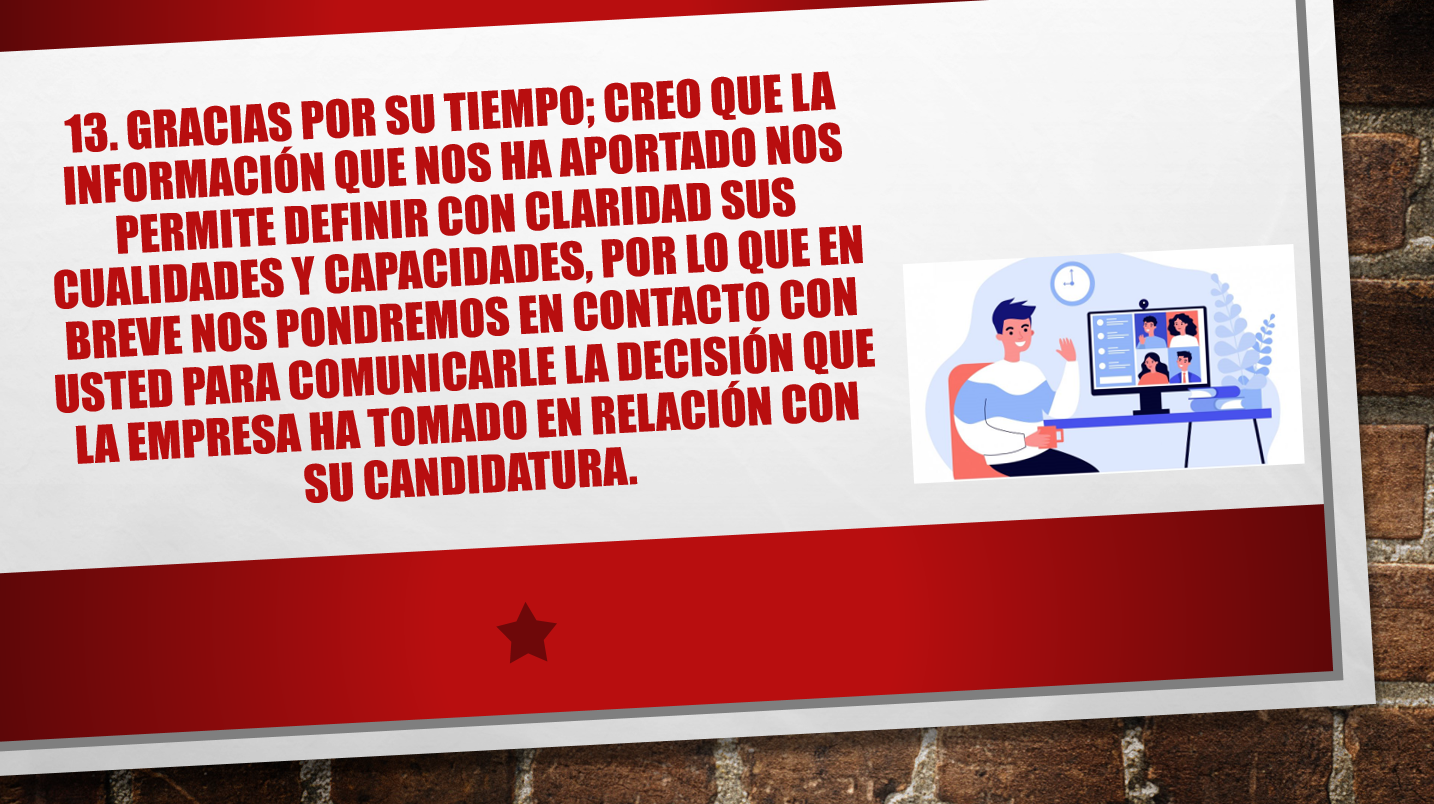 13. GRACIAS POR SU TIEMPO; CREO QUE LA
INFORMACIÓN QUE NOS HA APORTADO NOS
PERMITE DEFINIR CON CLARIDAD SUS
CUALIDADES Y CAPACIDADES, POR LO QUE EN
BREVE NOS PONDREMOS EN CONTACTO CON
USTED PARA COMUNICARLE LA DECISIÓN QUE
LA EMPRESA HA TOMADO EN RELACIÓN CON
SU CANDIDATURA.